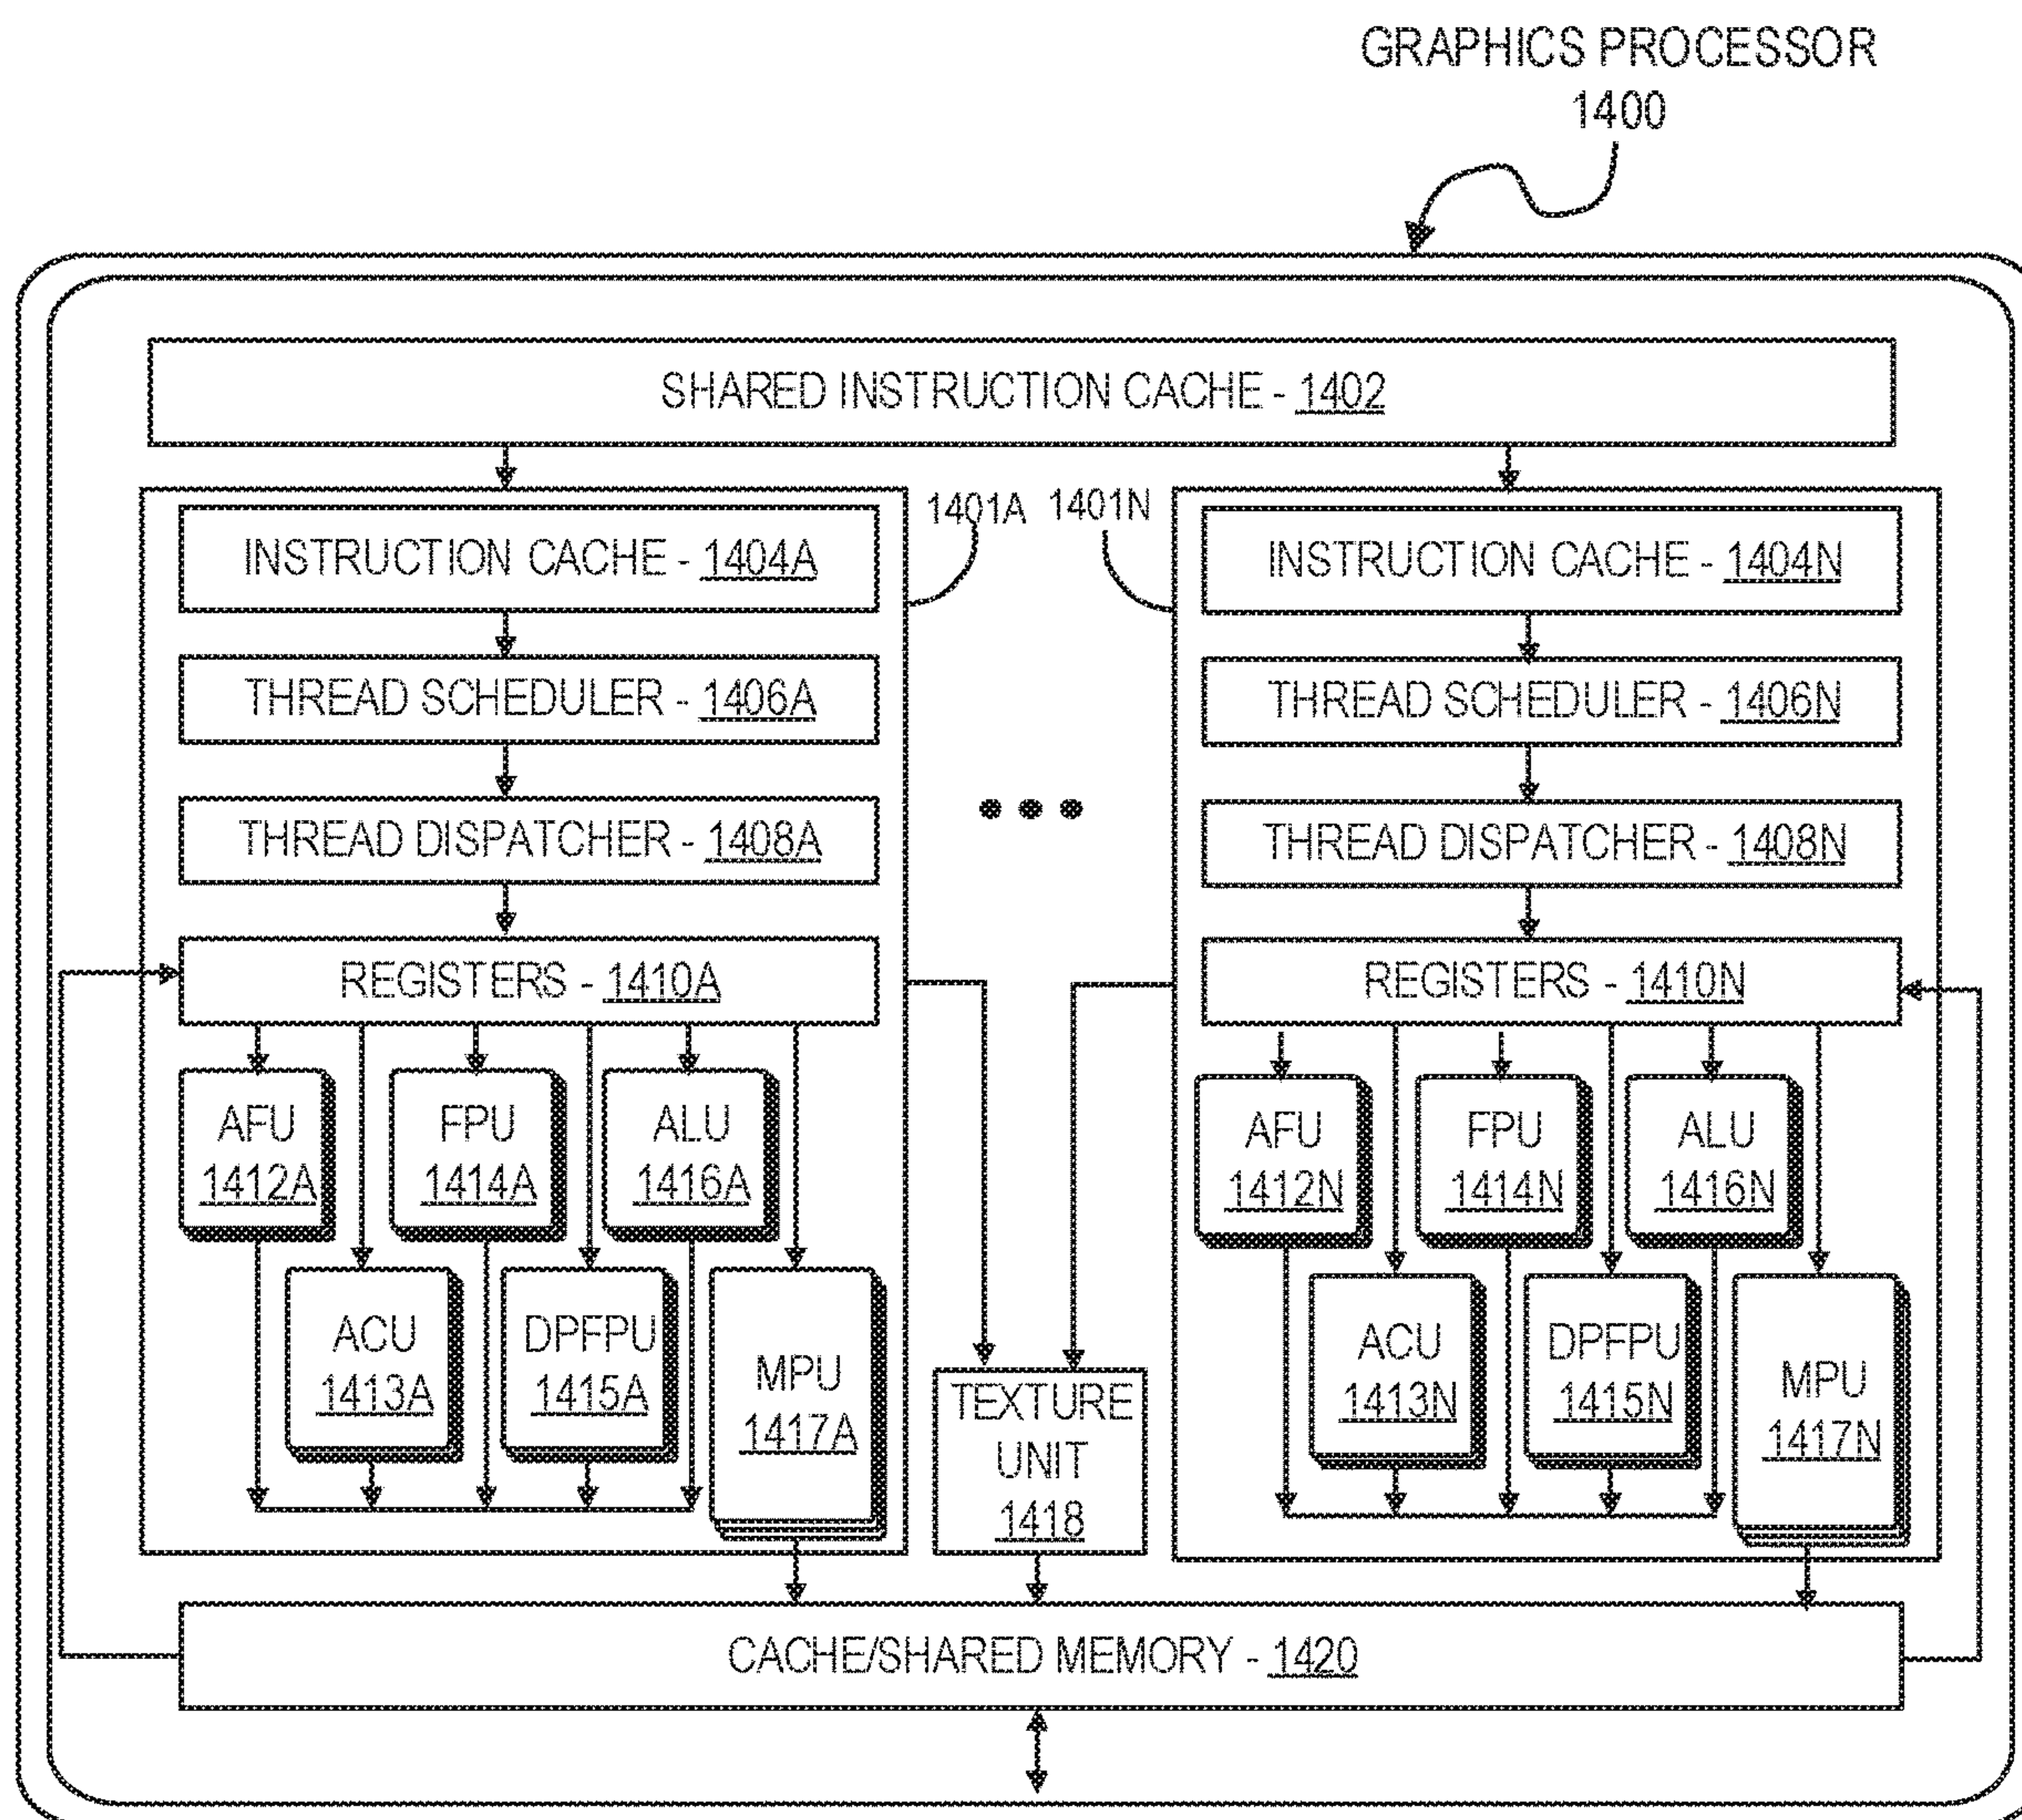 GRAPHICS PROCESSOR
1400
SHARED INSTRUCTION CACHE - 1402
1401A
1401N
INSTRUCTION CACHE - 1404A
THREAD SCHEDULER - 1406A
THREAD DISPATCHER - 1408A
REGISTERS - 1410A
AFU
1412A
FPU
1414A
ALU
1416A
ACU
1413A
DPFPU
1415A
MPU
1417A
TEXTURE
UNIT
1418
INSTRUCTION CACHE - 1404N
THREAD SCHEDULER - 1406N
THREAD DISPATCHER - 1408N
REGISTERS - 1410N
AFU
1412N
FPU
1414N
ALU
1416N
ACU
1413N
DPFPU
1415N
MPU
1417N
CACHE/SHARED MEMORY - 1420